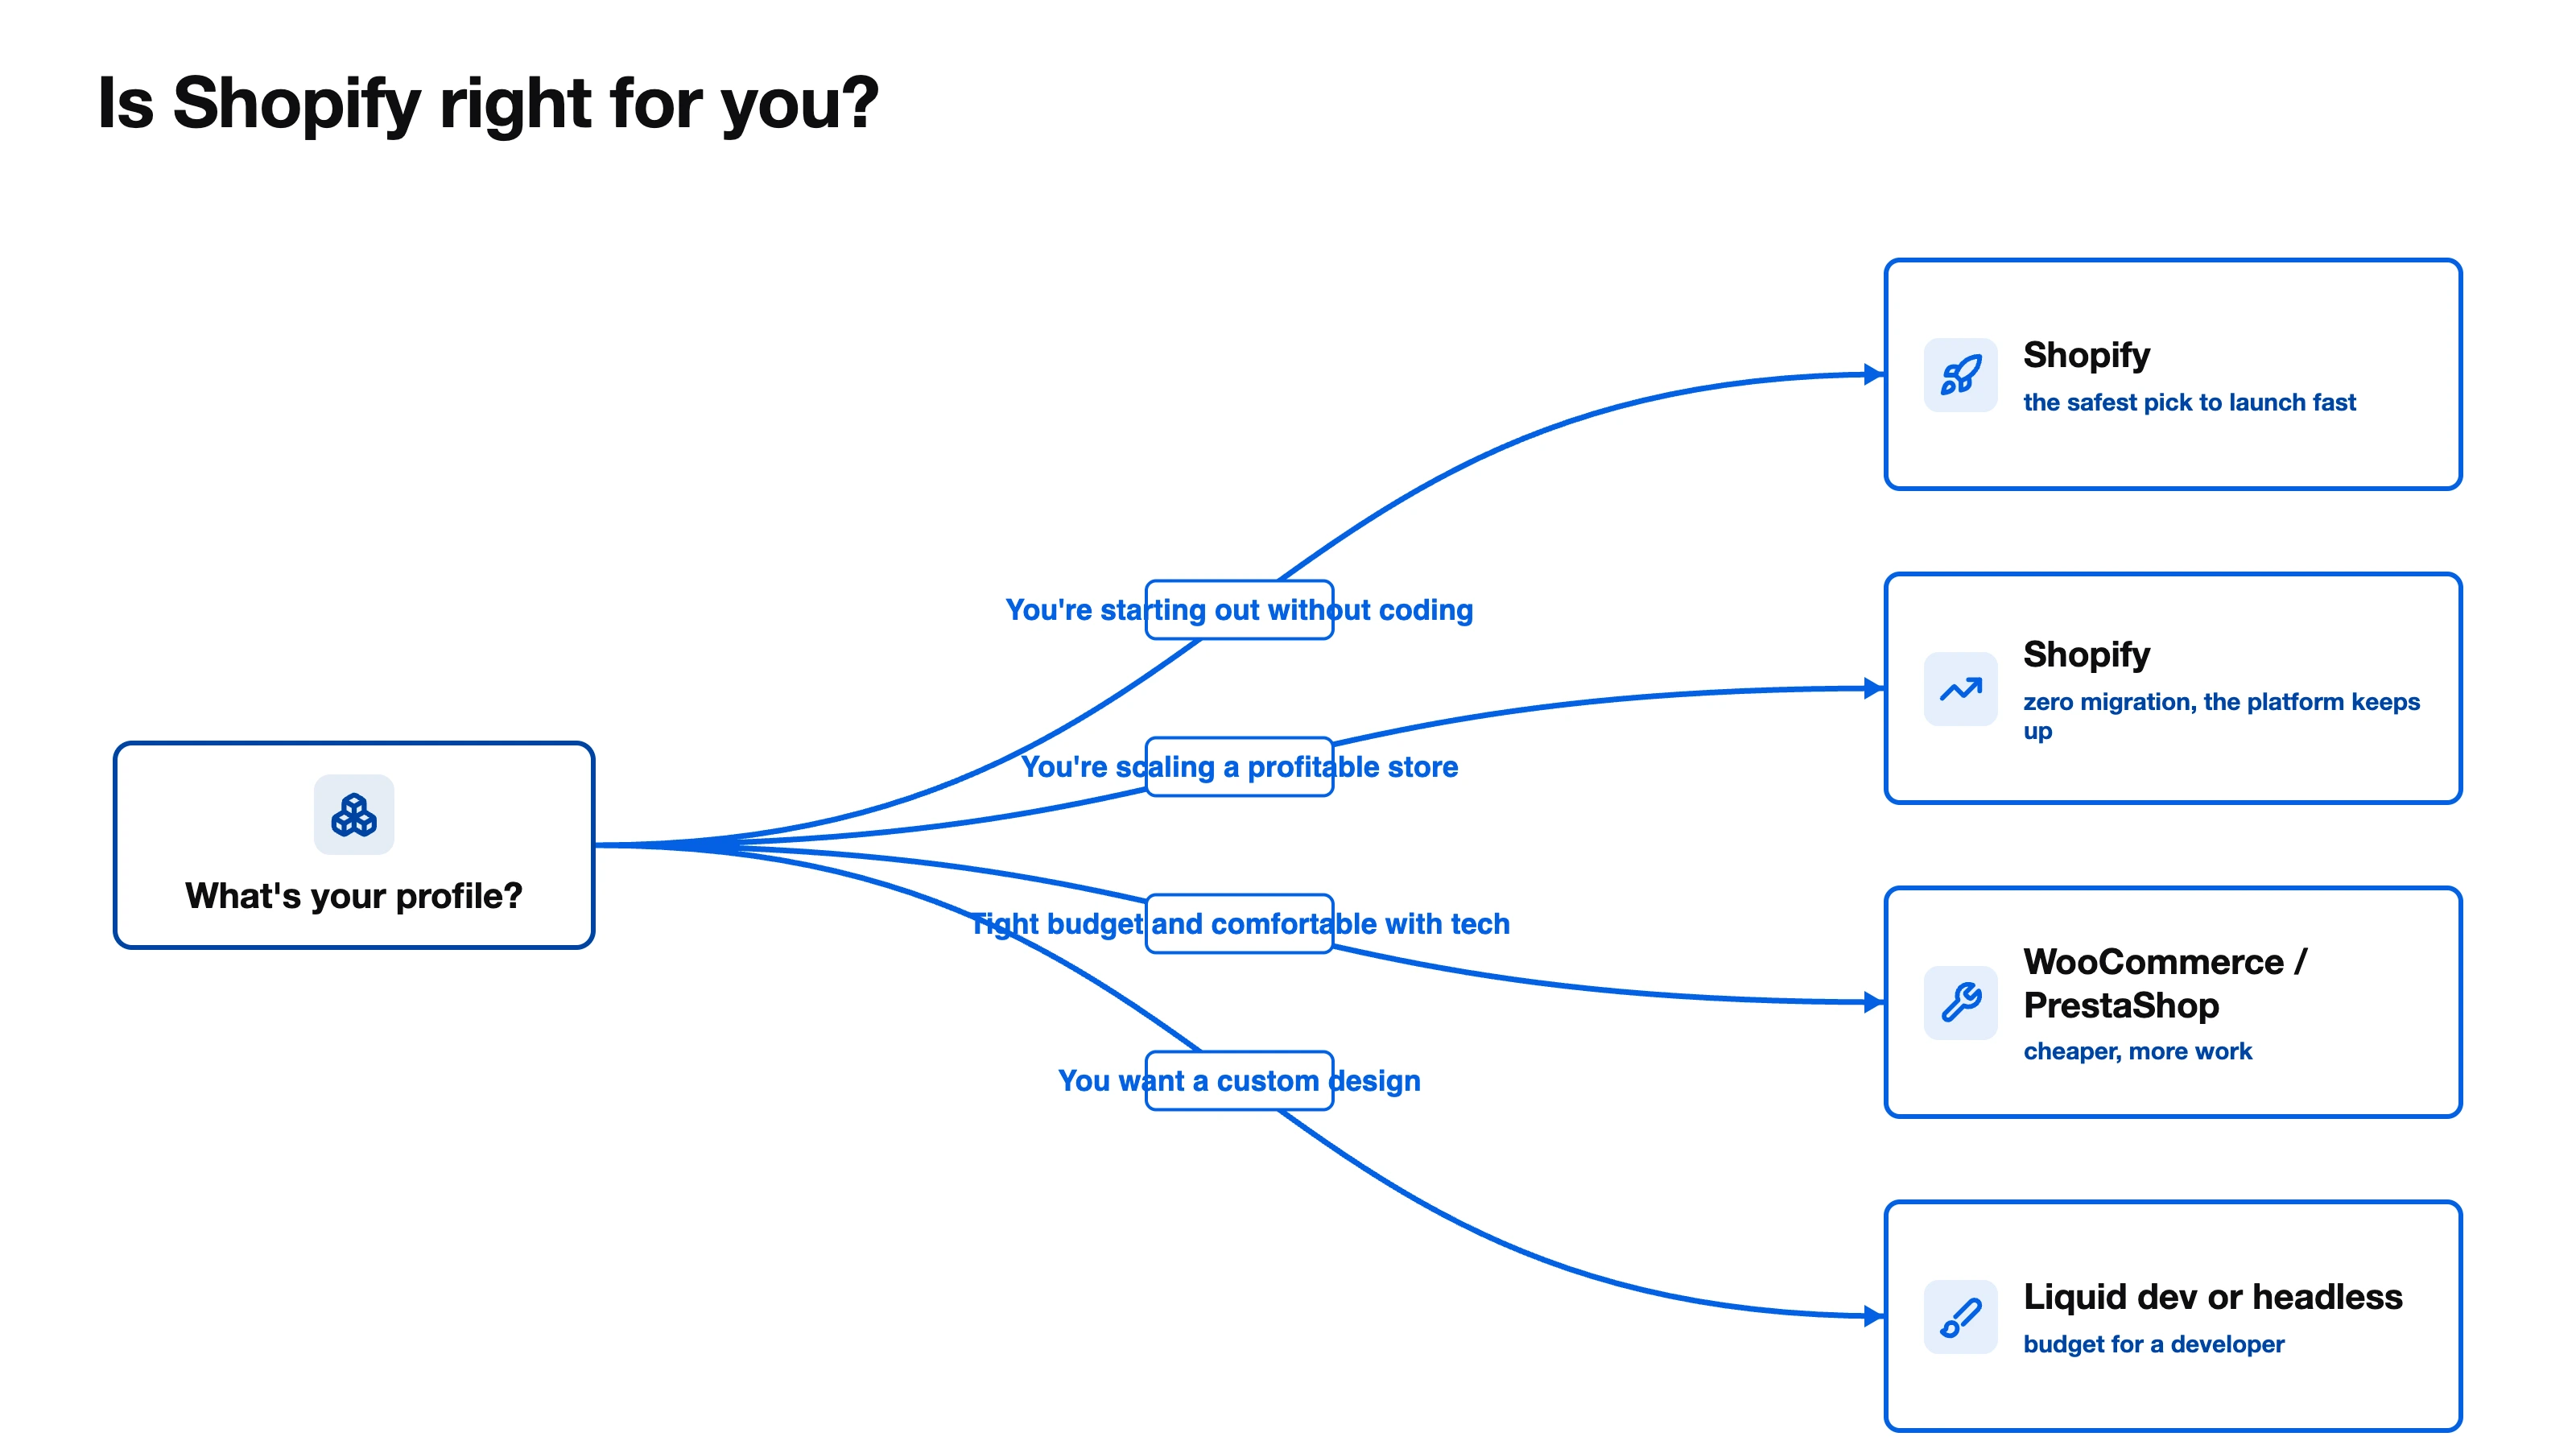 Is Shopify right for you?
What's your profile?
You're starting out without coding
You're scaling a profitable store
Tight budget and comfortable with tech
You want a custom design
Shopify
the safest pick to launch fast
Shopify
zero migration, the platform keeps
up
WooCommerce /
PrestaShop
cheaper, more work
Liquid dev or headless
budget for a developer